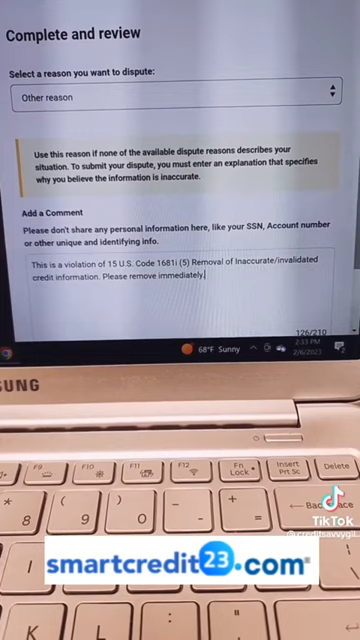 Complete and review
Select a reason you want to dispute:
Other reason
Use this reason if none of the available dispute reasons describes your
situation. To submit your dispute, you must enter an explanation that specifies
why you believe the information is inaccurate.
Add a Comment
Please don't share any personal information here, like your SSN, Account number
or other unique and identifying info.
This is a violation of 15 U.S. Code 1681i (5) Removal of Inaccurate/invalidated
credit information. Please remove immediately.
126/210
68°F Sunny
2:33 PM
2/6/2023
2
SUNG
F9
F10
F11
F12
Fn
Lock
Insert
Prt Sc
Delete
* ( ) _ +
8 9 0 - =
TikTok
@creditsavvygii
smartcredit23.com
K L : "